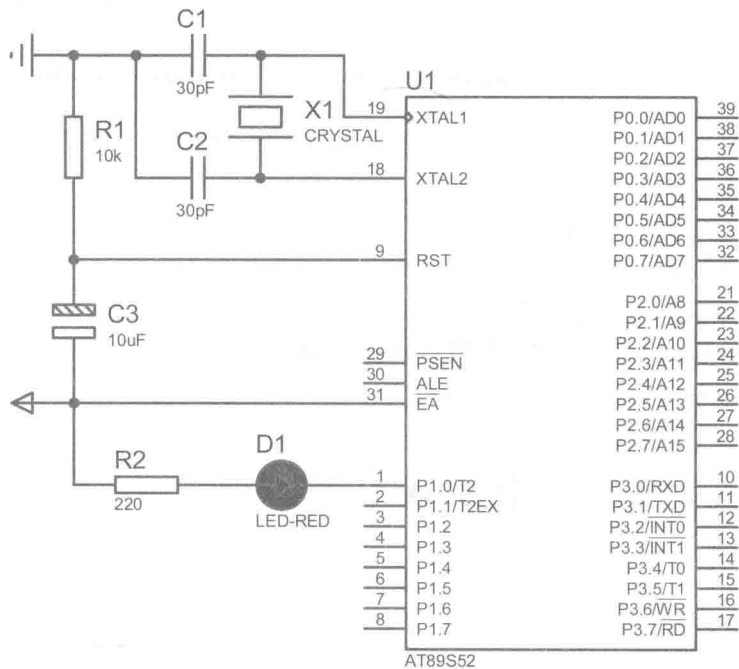 C1
30pF
R1
10k
C2
30pF
X1
CRYSTAL
C3
10uF
R2
220
D1
LED-RED
U1
19 XTAL1
18 XTAL2
9 RST
29 PSEN
30 ALE
31 EA
1 P1.0/T2
2 P1.1/T2EX
3 P1.2
4 P1.3
5 P1.4
6 P1.5
7 P1.6
8 P1.7
P0.0/AD0 39
P0.1/AD1 38
P0.2/AD2 37
P0.3/AD3 36
P0.4/AD4 35
P0.5/AD5 34
P0.6/AD6 33
P0.7/AD7 32
P2.0/A8 21
P2.1/A9 22
P2.2/A10 23
P2.3/A11 24
P2.4/A12 25
P2.5/A13 26
P2.6/A14 27
P2.7/A15 28
P3.0/RXD 10
P3.1/TXD 11
P3.2/INT0 12
P3.3/INT1 13
P3.4/T0 14
P3.5/T1 15
P3.6/WR 16
P3.7/RD 17
AT89S52